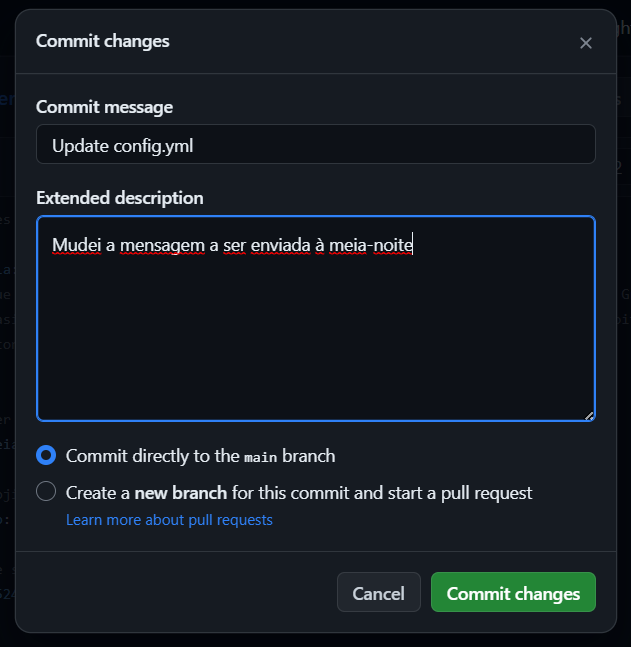 Commit changes
Commit message
Update config.yml
Extended description
Mudei a mensagem a ser enviada à meia-noite
Commit directly to the main branch
Create a new branch for this commit and start a pull request
Learn more about pull requests
Cancel
Commit changes